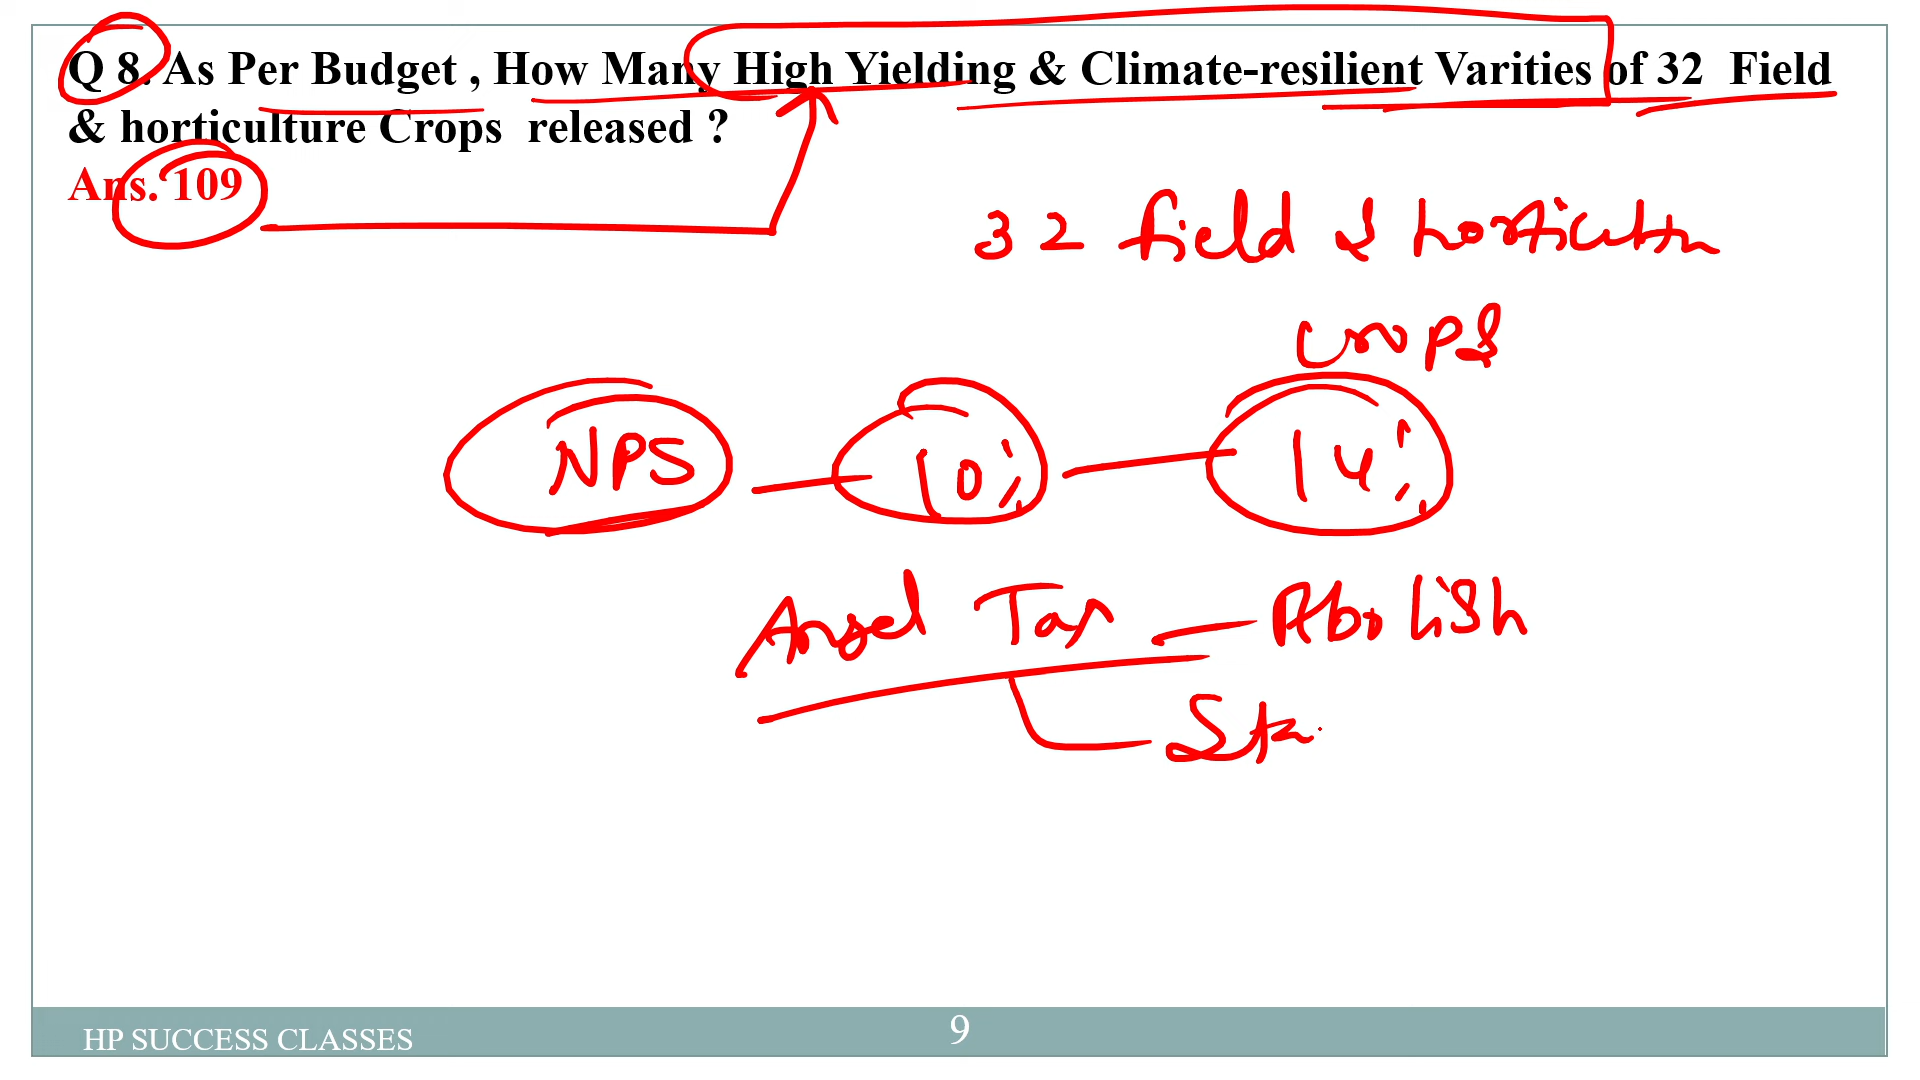 Q 8. As Per Budget , How Many High Yielding & Climate-resilient Varities of 32 Field
& horticulture Crops released ?
Ans. 109
32 field & horticultu
crops
NPS — 10% — 14%
Angel Tax — Abolish
HP SUCCESS CLASSES
9